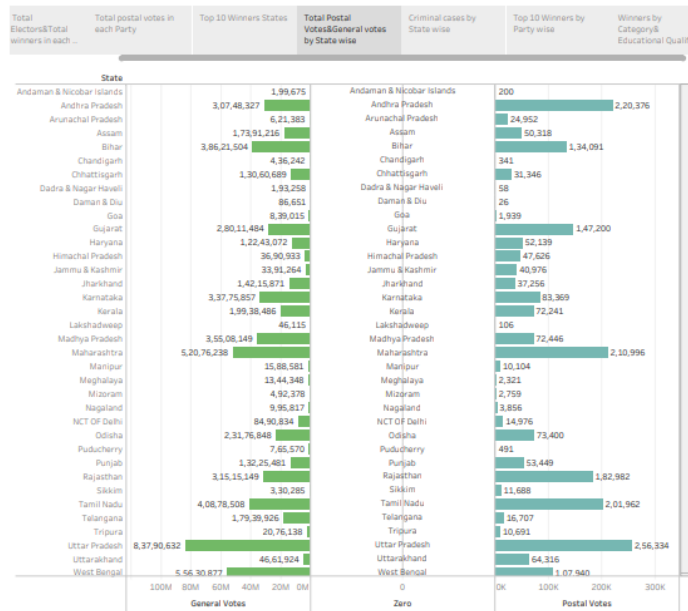 Total Electors&Total winners in each ..
Total postal votes in each Party
Top 10 Winners States
Total Postal Votes&General votes by State wise
Criminal cases by State wise
Top 10 Winners by Party wise
Winners by Category& Educational Qualif
State
Andaman & Nicobar Islands 1,99,675 Andaman & Nicobar Islands 200
Andhra Pradesh 3,07,48,327 Andhra Pradesh 2,20,376
Arunachal Pradesh 6,21,383 Arunachal Pradesh 24,952
Assam 1,73,91,216 Assam 50,318
Bihar 3,86,21,504 Bihar 1,34,091
Chandigarh 4,36,242 Chandigarh 341
Chhattisgarh 1,30,60,689 Chhattisgarh 31,346
Dadra & Nagar Haveli 1,93,258 Dadra & Nagar Haveli 58
Daman & Diu 86,651 Daman & Diu 26
Goa 8,39,015 Goa 1,939
Gujarat 2,80,11,484 Gujarat 1,47,200
Haryana 1,22,43,072 Haryana 52,139
Himachal Pradesh 36,90,933 Himachal Pradesh 47,626
Jammu & Kashmir 33,91,264 Jammu & Kashmir 40,976
Jharkhand 1,42,15,871 Jharkhand 37,256
Karnataka 3,37,75,857 Karnataka 83,369
Kerala 1,99,38,486 Kerala 72,241
Lakshadweep 46,115 Lakshadweep 106
Madhya Pradesh 3,55,08,149 Madhya Pradesh 72,446
Maharashtra 5,20,76,238 Maharashtra 2,10,996
Manipur 15,88,581 Manipur 10,104
Meghalaya 13,44,348 Meghalaya 2,321
Mizoram 4,92,378 Mizoram 2,759
Nagaland 9,95,817 Nagaland 3,856
NCT OF Delhi 84,90,834 NCT OF Delhi 14,976
Odisha 2,31,76,848 Odisha 73,400
Puducherry 7,65,570 Puducherry 491
Punjab 1,32,25,481 Punjab 53,449
Rajasthan 3,15,15,149 Rajasthan 1,82,982
Sikkim 3,30,285 Sikkim 11,688
Tamil Nadu 4,08,78,508 Tamil Nadu 2,01,962
Telangana 1,79,39,926 Telangana 16,707
Tripura 20,76,138 Tripura 10,691
Uttar Pradesh 8,37,90,632 Uttar Pradesh 2,56,334
Uttarakhand 46,61,924 Uttarakhand 64,316
West Bengal 5,56,30,877 West Bengal 1,07,940
100M 80M 60M 40M 20M 0M 0 0K 100K 200K 300K
General Votes Zero Postal Votes